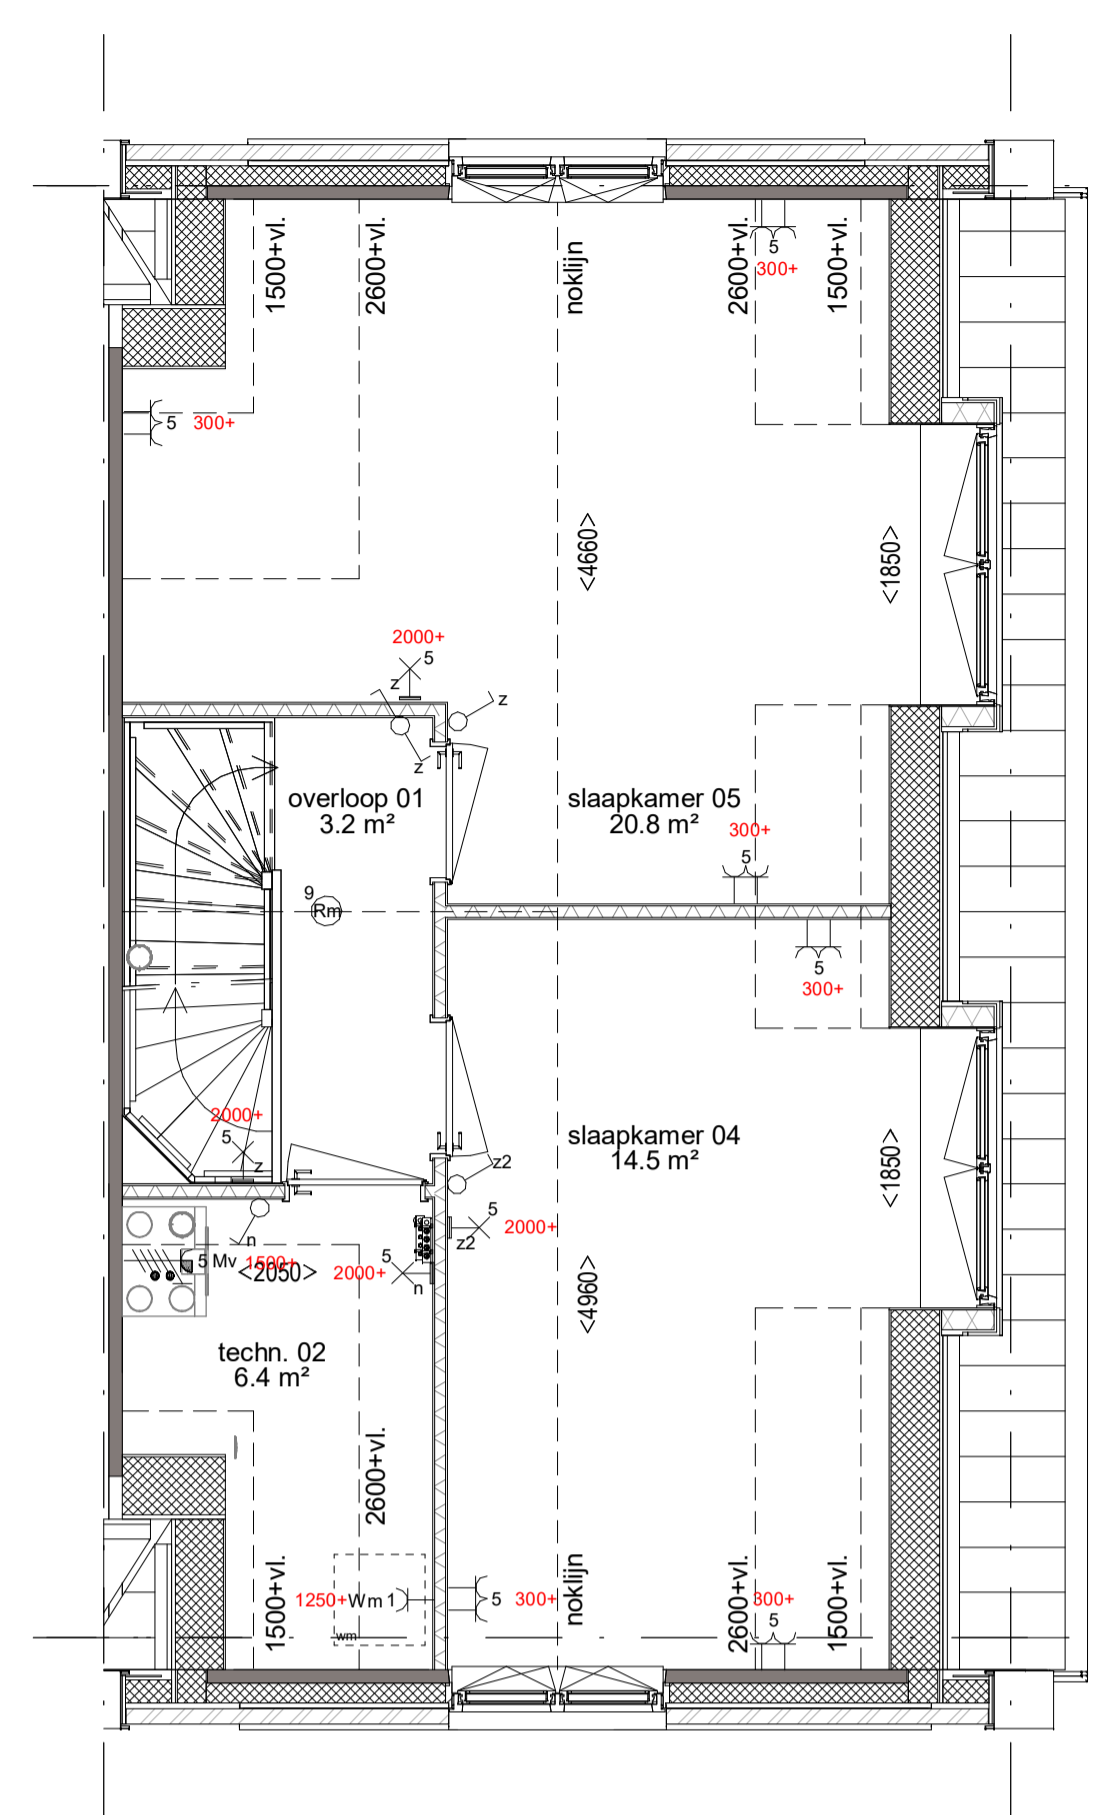 1500+vl.
2600+vl.
noklijn
2600+vl.
1500+vl.
5
300+
5
300+
<4660>
<1850>
2000+
5
z
z
z
overloop 01
3.2 m²
slaapkamer 05
20.8 m²
300+
5
9
Rm
5
300+
2000+
5
z
slaapkamer 04
14.5 m²
<1850>
z2
5
2000+
z2
n
5 Mv
1500+
<2050>
5
2000+
n
<4960>
techn. 02
6.4 m²
2600+vl.
1500+vl.
1250+
Wm 1
wm
5
300+
noklijn
2600+vl.
300+
5
1500+vl.